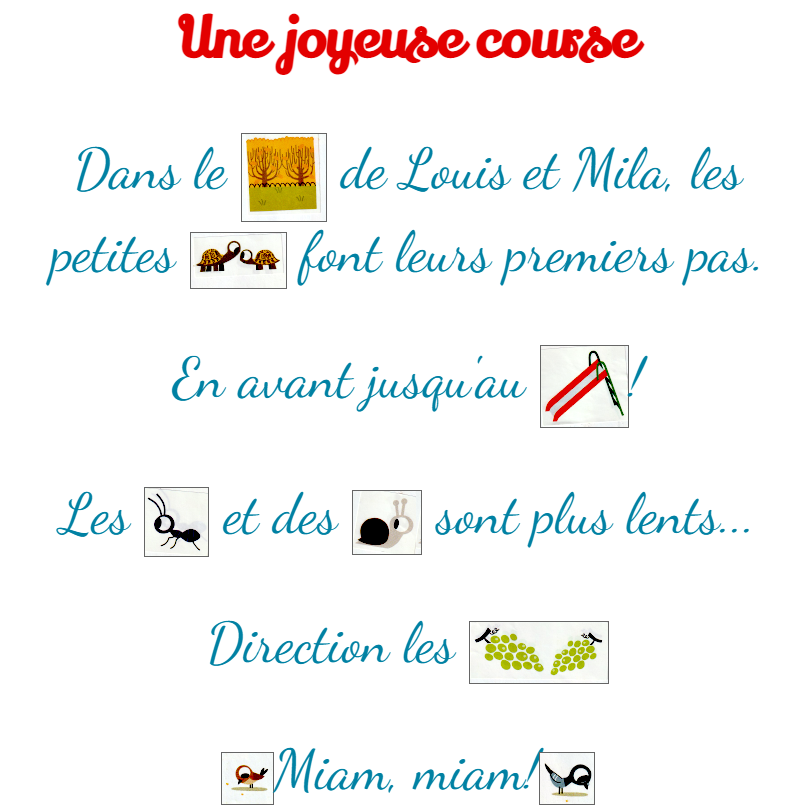 Une joyeuse course
Dans le de Louis et Mila, les
petites font leurs premiers pas.
En avant jusqu'au !
Les et des sont plus lents...
Direction les
Miam, miam!